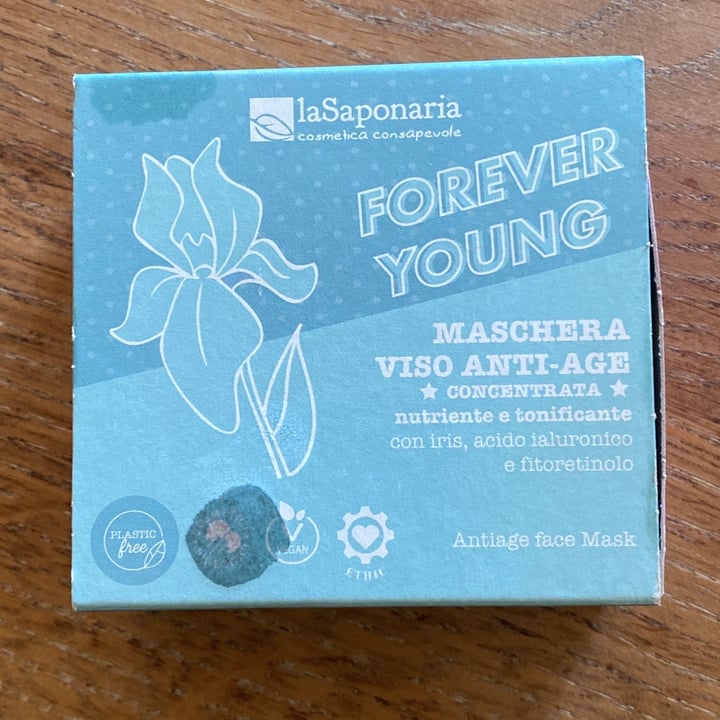 laSaponaria
cosmetica consapevole
FOREVER
YOUNG
MASCHERA
VISO ANTI-AGE
★ CONCENTRATA ★
nutriente e tonificante
con iris, acido ialuronico
e fitoretinolo
PLASTIC
free
VEGAN
ETHIC
Antiage face Mask